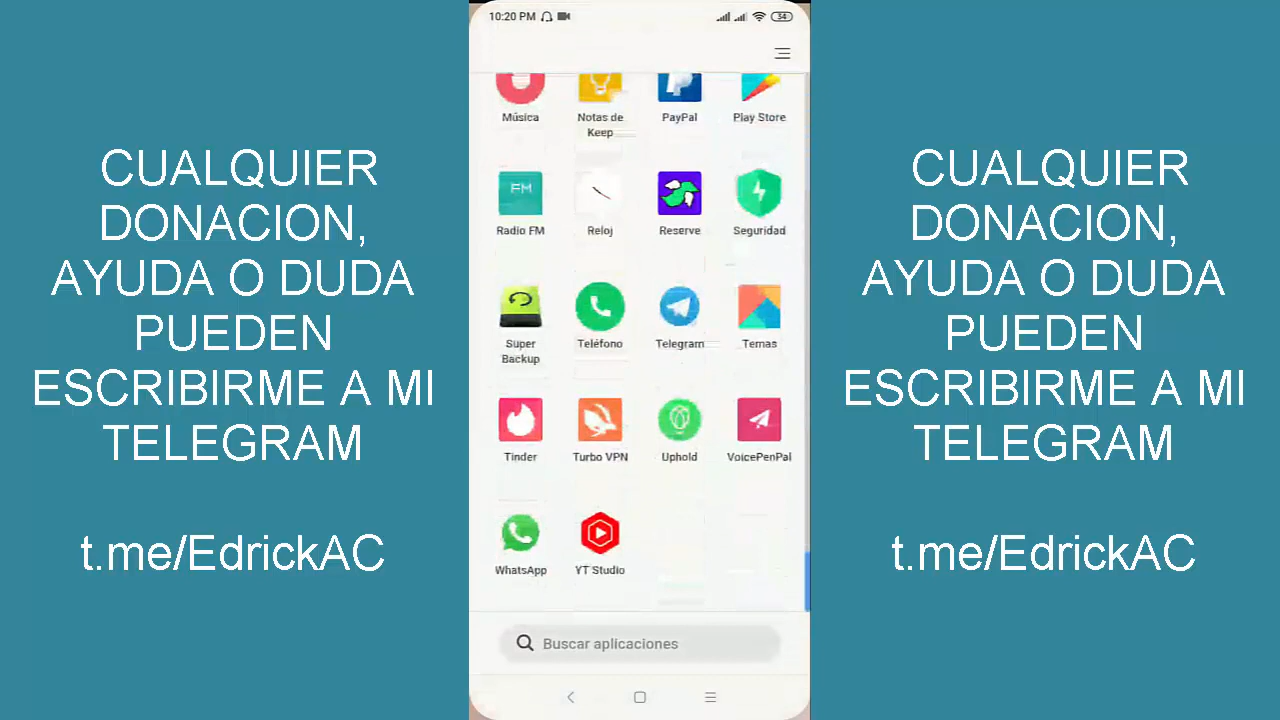 CUALQUIER
DONACION,
AYUDA O DUDA
PUEDEN
ESCRIBIRME A MI
TELEGRAM
t.me/EdrickAC
10:20 PM
34
Música
Notas de
Keep
PayPal
Play Store
FM
Radio FM
Reloj
Reserve
Seguridad
Super
Backup
Teléfono
Telegram
Temas
Tinder
Turbo VPN
Uphold
VoicePenPal
WhatsApp
YT Studio
Buscar aplicaciones
CUALQUIER
DONACION,
AYUDA O DUDA
PUEDEN
ESCRIBIRME A MI
TELEGRAM
t.me/EdrickAC